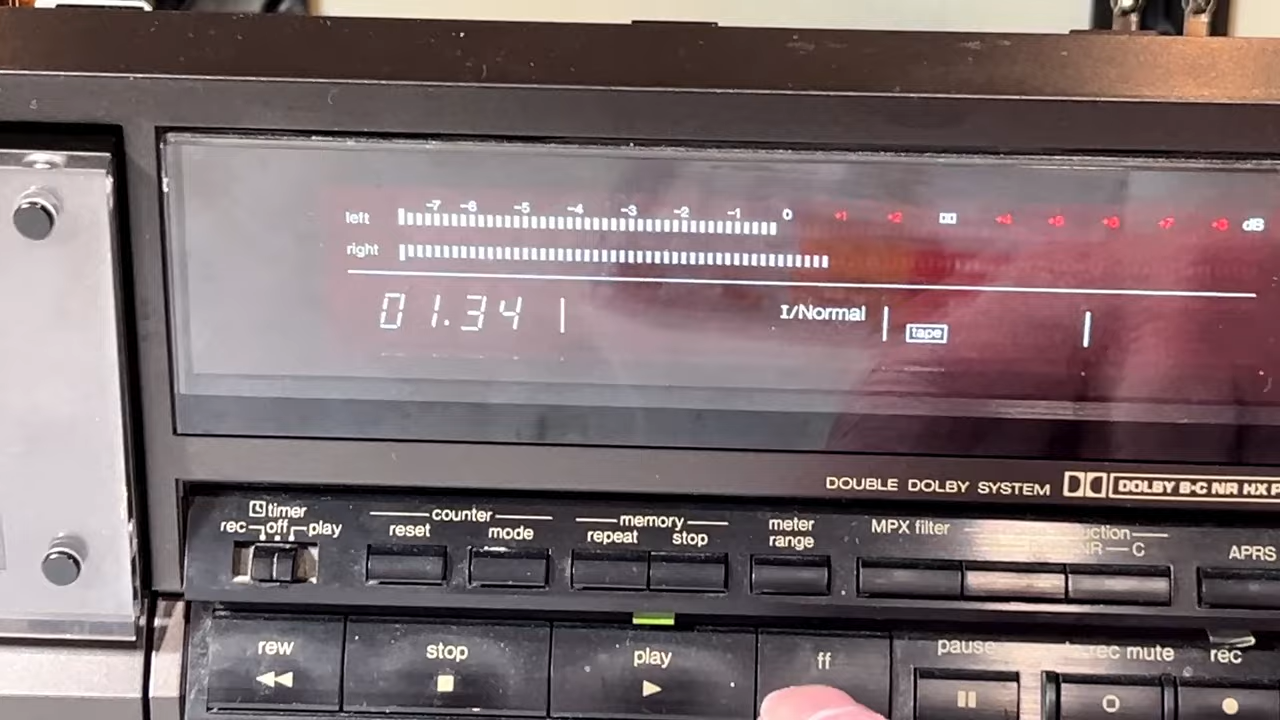 -7 -6 -5 -4 -3 -2 -1 0 +1 +2 +4 +5 +6 +7 +8 dB
left
right
01.34
I/Normal
tape
DOUBLE DOLBY SYSTEM DOLBY B·C NR HX P
timer
rec off play
counter
reset mode
memory
repeat stop
meter
range
MPX filter
NR C
APRS
rew
stop
play
ff
pause
rec mute
rec